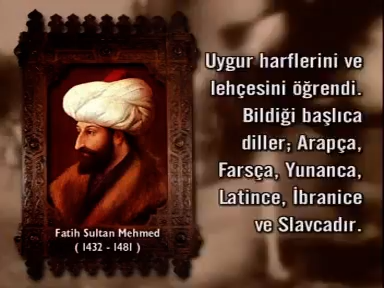 Uygur harflerini ve
lehçesini öğrendi.
Bildiği başlıca
diller; Arapça,
Farsça, Yunanca,
Latince, İbranice
ve Slavcadır.
Fatih Sultan Mehmed
( 1432 - 1481 )